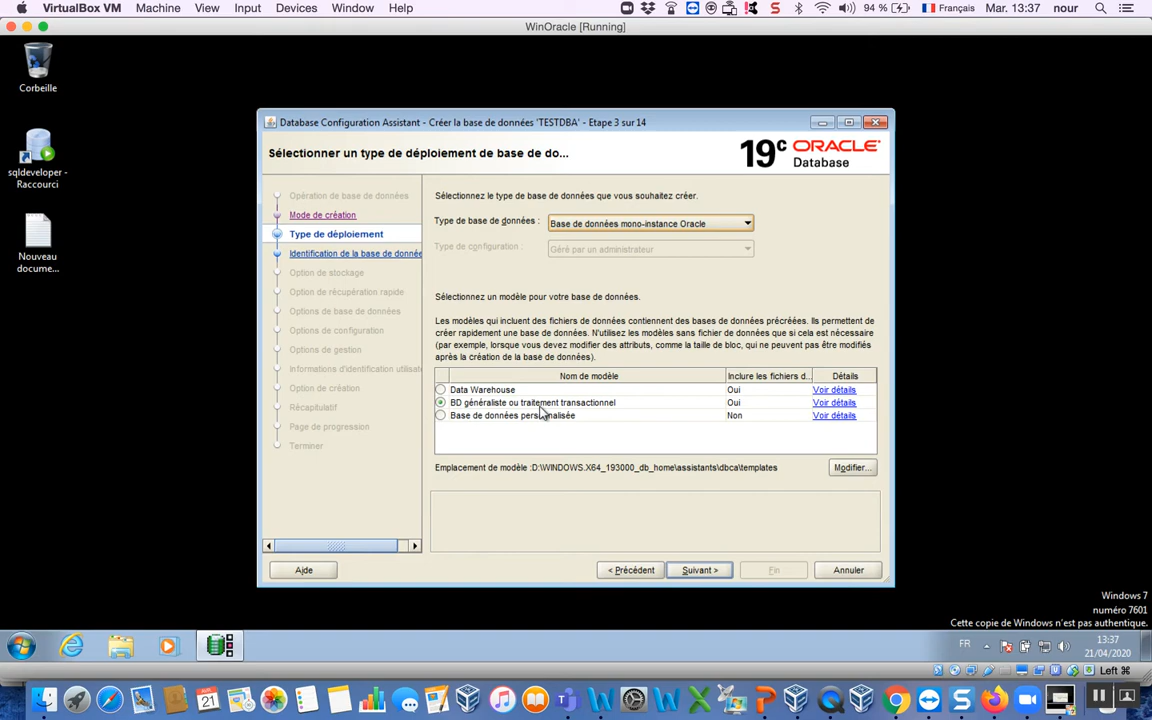 VirtualBox VM Machine View Input Devices Window Help
94 % Français Mar. 13:37 nour
WinOracle [Running]
Corbeille
sqldeveloper -
Raccourci
Nouveau
docume...
Database Configuration Assistant - Créer la base de données 'TESTDBA' - Etape 3 sur 14
Sélectionner un type de déploiement de base de do...
19c ORACLE
Database
Opération de base de données
Mode de création
Type de déploiement
Identification de la base de donnée
Option de stockage
Option de récupération rapide
Options de base de données
Options de configuration
Options de gestion
Informations d'identification utilisat
Option de création
Récapitulatif
Page de progression
Terminer
Sélectionnez le type de base de données que vous souhaitez créer.
Type de base de données : Base de données mono-instance Oracle
Type de configuration : Géré par un administrateur
Sélectionnez un modèle pour votre base de données.
Les modèles qui incluent des fichiers de données contiennent des bases de données précréées. Ils permettent de
créer rapidement une base de données. N'utilisez les modèles sans fichier de données que si cela est nécessaire
(par exemple, lorsque vous devez modifier des attributs, comme la taille de bloc, qui ne peuvent pas être modifiés
après la création de la base de données).
Nom de modèle Inclure les fichiers d... Détails
Data Warehouse Oui Voir détails
BD généraliste ou traitement transactionnel Oui Voir détails
Base de données personnalisée Non Voir détails
Emplacement de modèle :D:\WINDOWS.X64_193000_db_home\assistants\dbca\templates Modifier...
Aide < Précédent Suivant > Fin Annuler
Windows 7
numéro 7601
Cette copie de Windows n'est pas authentique.
FR 13:37
21/04/2020
Left ⌘